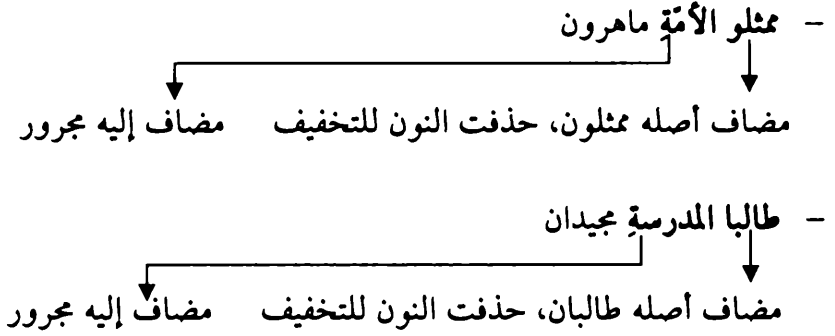 - ممثلو الأمّةِ ماهرون
مضاف أصله ممثلون، حذفت النون للتخفيف مضاف إليه مجرور
- طالبا المدرسةِ مجيدان
مضاف أصله طالبان، حذفت النون للتخفيف مضاف إليه مجرور